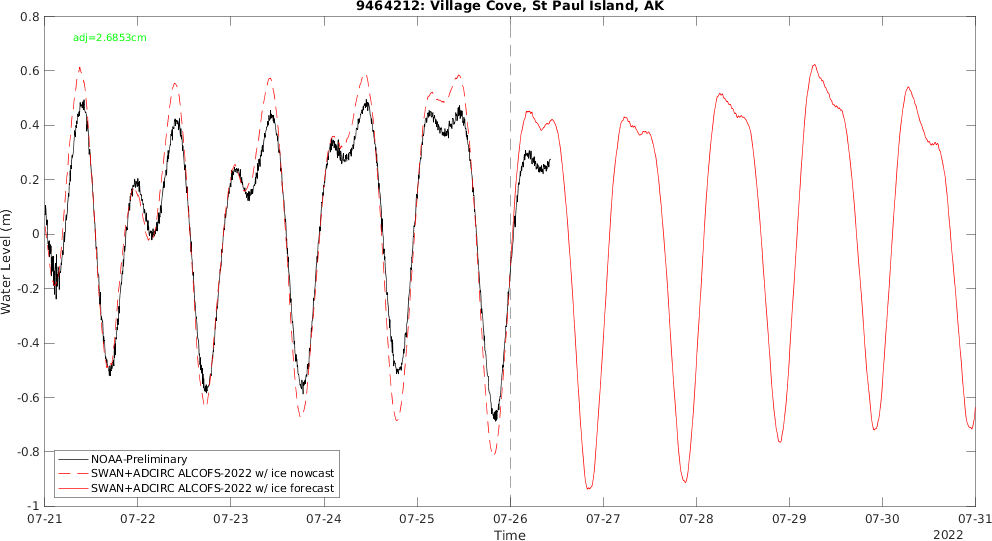 9464212: Village Cove, St Paul Island, AK
adj=2.6853cm
0.8
0.6
0.4
0.2
0
-0.2
-0.4
-0.6
-0.8
-1
Water Level (m)
NOAA-Preliminary
SWAN+ADCIRC ALCOFS-2022 w/ ice nowcast
SWAN+ADCIRC ALCOFS-2022 w/ ice forecast
07-21 07-22 07-23 07-24 07-25 07-26 07-27 07-28 07-29 07-30 07-31
Time
2022